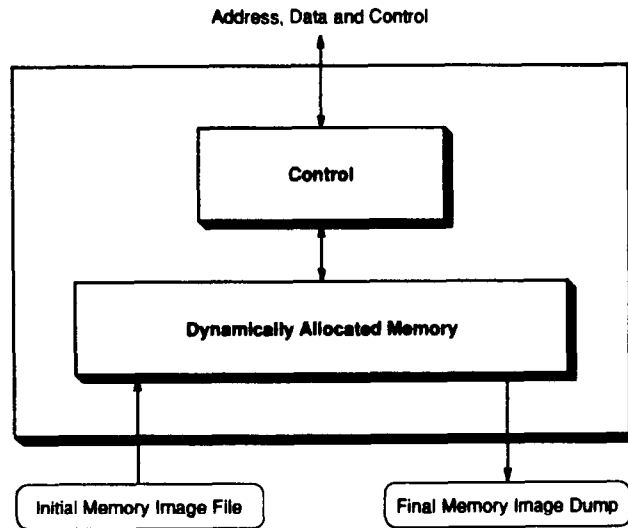 Address, Data and Control
Control
Dynamically Allocated Memory
Initial Memory Image File
Final Memory Image Dump